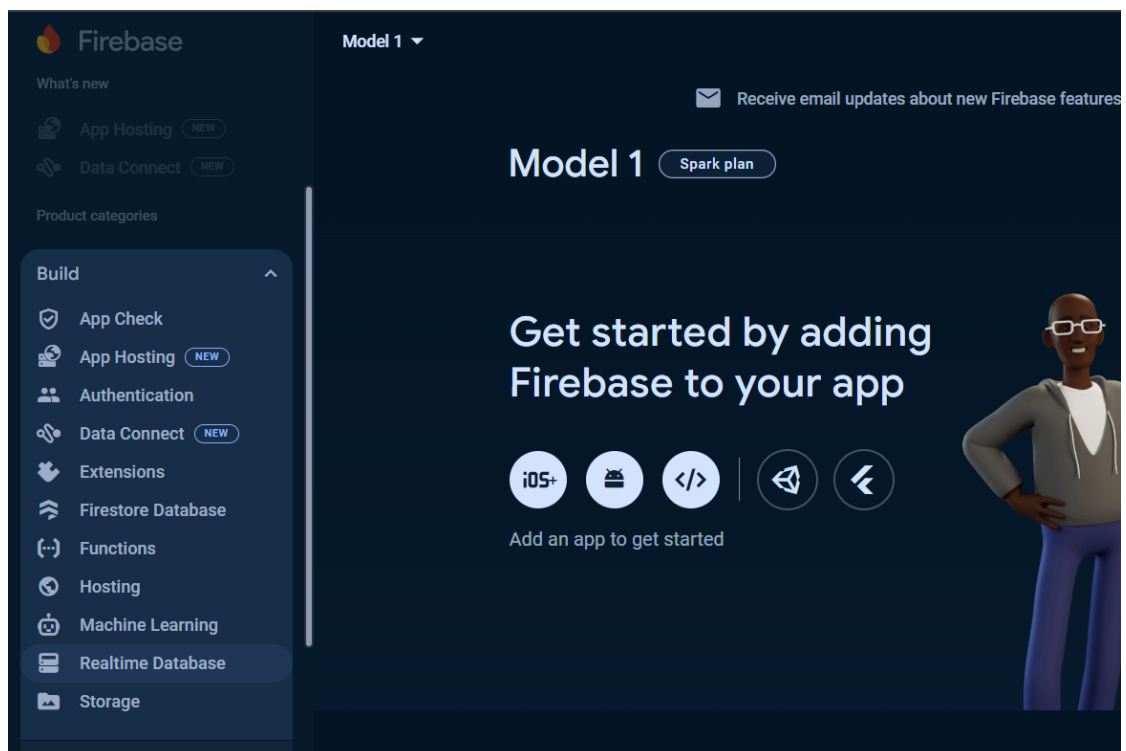 Firebase
What's new
App Hosting NEW
Data Connect NEW
Product categories
Build
App Check
App Hosting NEW
Authentication
Data Connect NEW
Extensions
Firestore Database
Functions
Hosting
Machine Learning
Realtime Database
Storage
Model 1
Receive email updates about new Firebase features
Model 1 Spark plan
Get started by adding
Firebase to your app
iOS+
Add an app to get started